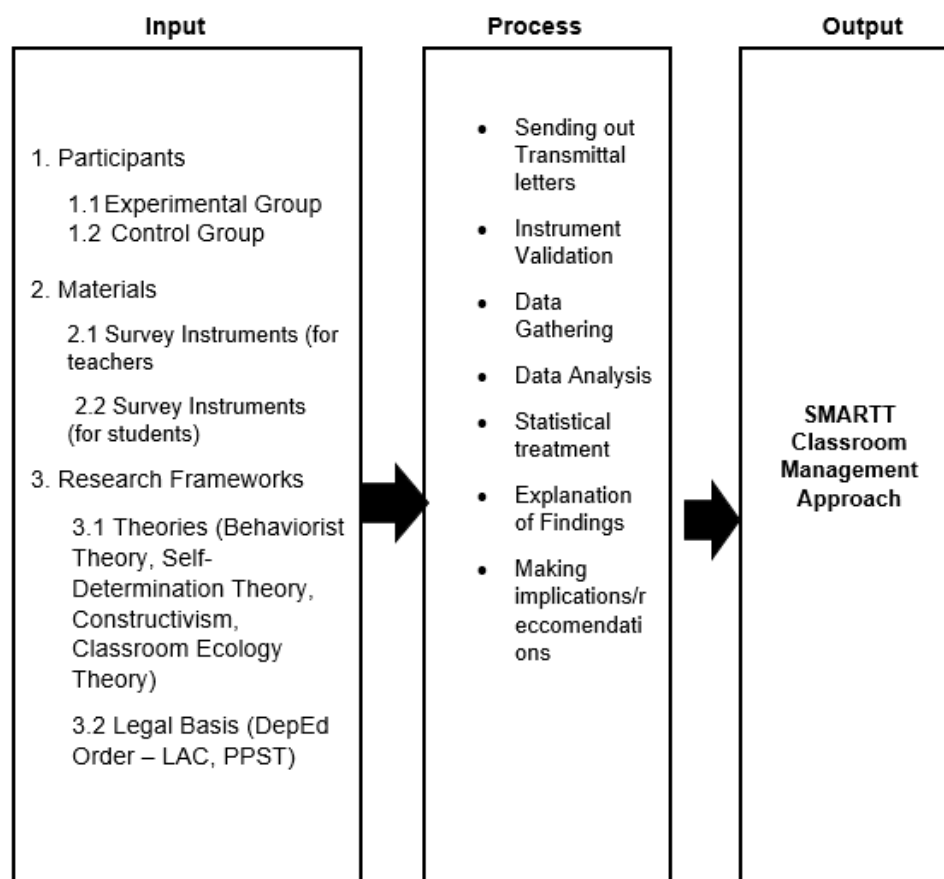 Input
1. Participants
1.1 Experimental Group
1.2 Control Group
2. Materials
2.1 Survey Instruments (for
teachers
2.2 Survey Instruments
(for students)
3. Research Frameworks
3.1 Theories (Behaviorist
Theory, Self-
Determination Theory,
Constructivism,
Classroom Ecology
Theory)
3.2 Legal Basis (DepEd
Order – LAC, PPST)
Process
• Sending out
Transmittal
letters
• Instrument
Validation
• Data
Gathering
• Data Analysis
• Statistical
treatment
• Explanation
of Findings
• Making
implications/r
eccomendati
ons
Output
SMARTT
Classroom
Management
Approach